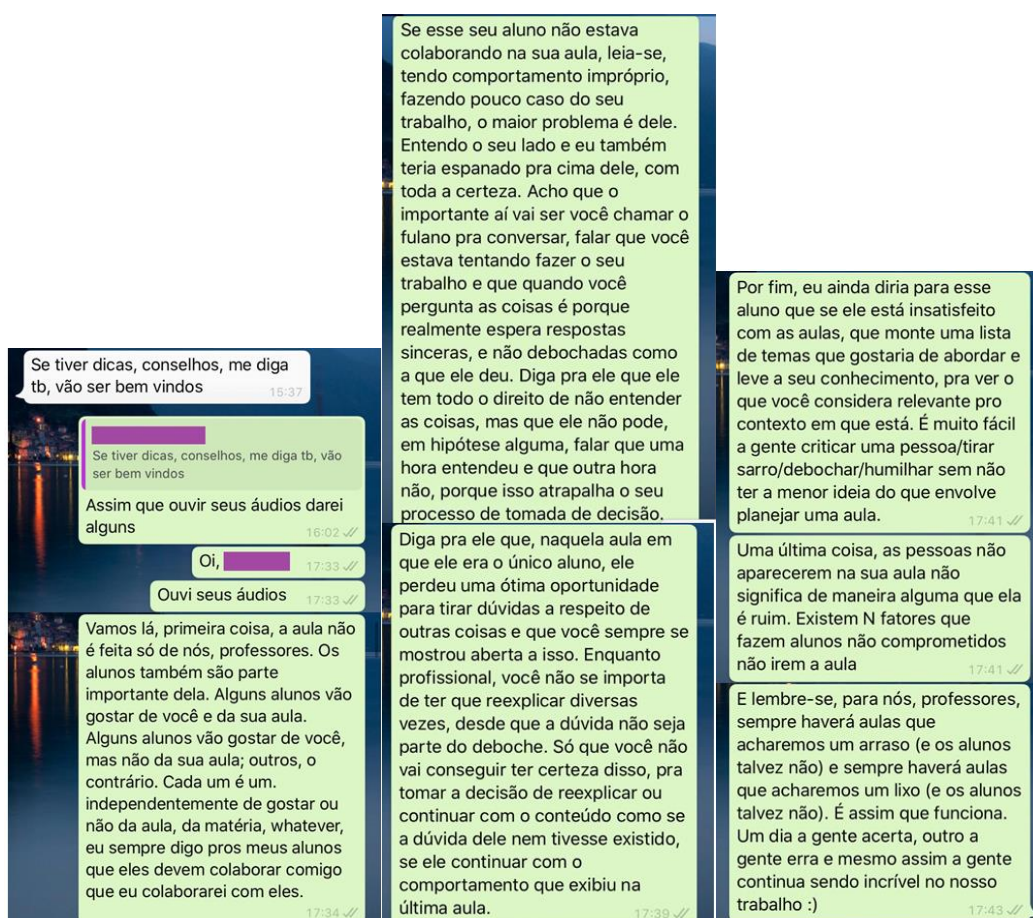 Se tiver dicas, conselhos, me diga
tb, vão ser bem vindos
15:37
Se tiver dicas, conselhos, me diga tb, vão
ser bem vindos
Assim que ouvir seus áudios darei
alguns
16:02
Oi,
17:33
Ouvi seus áudios
17:33
Vamos lá, primeira coisa, a aula não
é feita só de nós, professores. Os
alunos também são parte
importante dela. Alguns alunos vão
gostar de você e da sua aula.
Alguns alunos vão gostar de você,
mas não da sua aula; outros, o
contrário. Cada um é um.
independentemente de gostar ou
não da aula, da matéria, whatever,
eu sempre digo pros meus alunos
que eles devem colaborar comigo
que eu colaborarei com eles.
17:34
Se esse seu aluno não estava
colaborando na sua aula, leia-se,
tendo comportamento impróprio,
fazendo pouco caso do seu
trabalho, o maior problema é dele.
Entendo o seu lado e eu também
teria espanado pra cima dele, com
toda a certeza. Acho que o
importante aí vai ser você chamar o
fulano pra conversar, falar que você
estava tentando fazer o seu
trabalho e que quando você
pergunta as coisas é porque
realmente espera respostas
sinceras, e não debochadas como
a que ele deu. Diga pra ele que ele
tem todo o direito de não entender
as coisas, mas que ele não pode,
em hipótese alguma, falar que uma
hora entendeu e que outra hora
não, porque isso atrapalha o seu
processo de tomada de decisão.
Diga pra ele que, naquela aula em
que ele era o único aluno, ele
perdeu uma ótima oportunidade
para tirar dúvidas a respeito de
outras coisas e que você sempre se
mostrou aberta a isso. Enquanto
profissional, você não se importa
de ter que reexplicar diversas
vezes, desde que a dúvida não seja
parte do deboche. Só que você não
vai conseguir ter certeza disso, pra
tomar a decisão de reexplicar ou
continuar com o conteúdo como se
a dúvida dele nem tivesse existido,
se ele continuar com o
comportamento que exibiu na
última aula.
17:39
Por fim, eu ainda diria para esse
aluno que se ele está insatisfeito
com as aulas, que monte uma lista
de temas que gostaria de abordar e
leve a seu conhecimento, pra ver o
que você considera relevante pro
contexto em que está. É muito fácil
a gente criticar uma pessoa/tirar
sarro/debochar/humilhar sem não
ter a menor ideia do que envolve
planejar uma aula.
17:41
Uma última coisa, as pessoas não
aparecerem na sua aula não
significa de maneira alguma que ela
é ruim. Existem N fatores que
fazem alunos não comprometidos
não irem a aula
17:41
E lembre-se, para nós, professores,
sempre haverá aulas que
acharemos um arraso (e os alunos
talvez não) e sempre haverá aulas
que acharemos um lixo (e os alunos
talvez não). É assim que funciona.
Um dia a gente acerta, outro a
gente erra e mesmo assim a gente
continua sendo incrível no nosso
trabalho :)
17:43